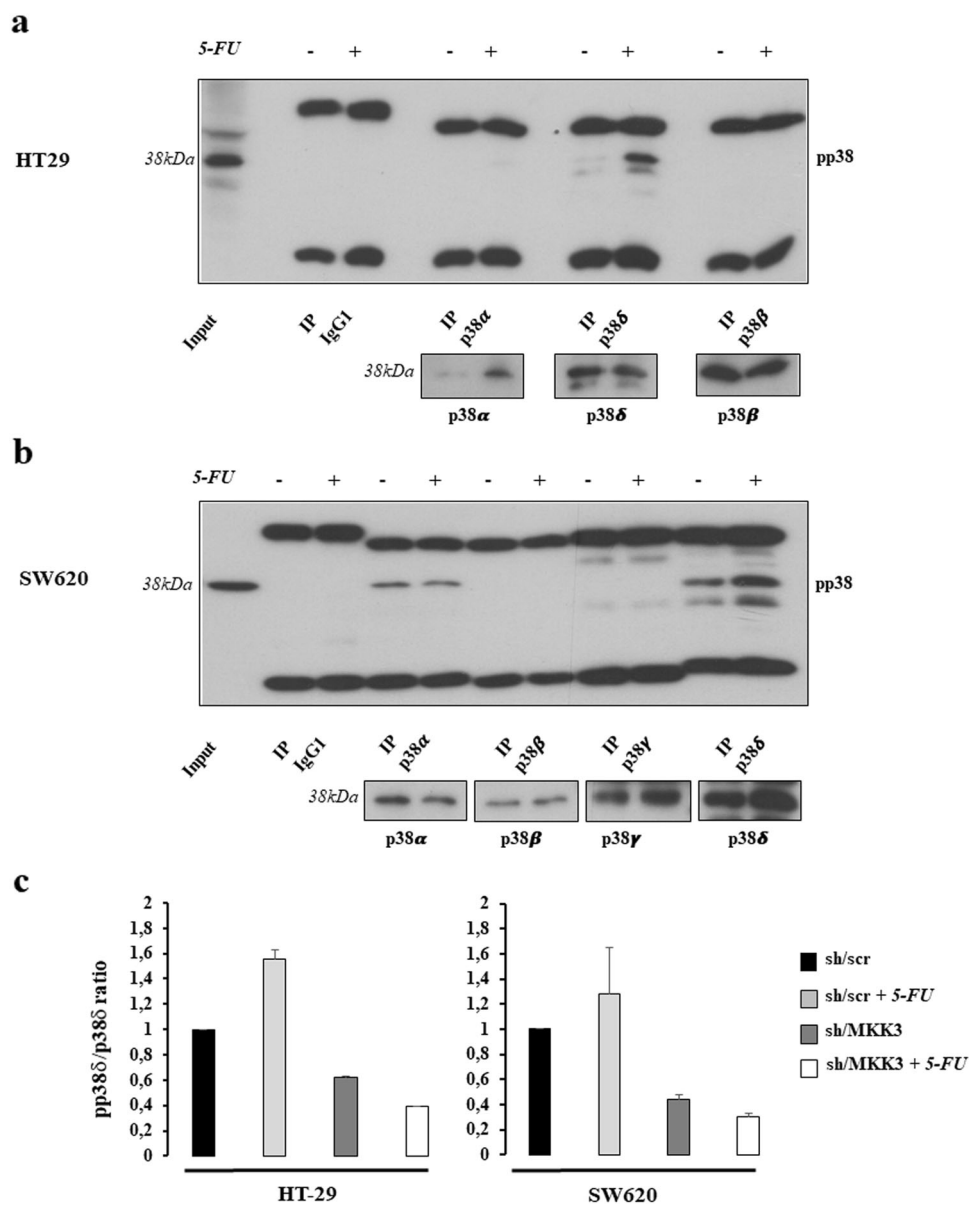 a
5-FU - + - + - + - +
HT29
38kDa
pp38
Input
IP IgG1
IP p38α
IP p38δ
IP p38β
38kDa
p38α p38δ p38β
b
5-FU - + - + - + - + - +
SW620
38kDa
pp38
Input
IP IgG1
IP p38α
IP p38β
IP p38γ
IP p38δ
38kDa
p38α p38β p38γ p38δ
c
pp38δ/p38δ ratio
2
1,8
1,6
1,4
1,2
1
0,8
0,6
0,4
0,2
0
HT-29
2
1,8
1,6
1,4
1,2
1
0,8
0,6
0,4
0,2
0
SW620
sh/scr
sh/scr + 5-FU
sh/MKK3
sh/MKK3 + 5-FU